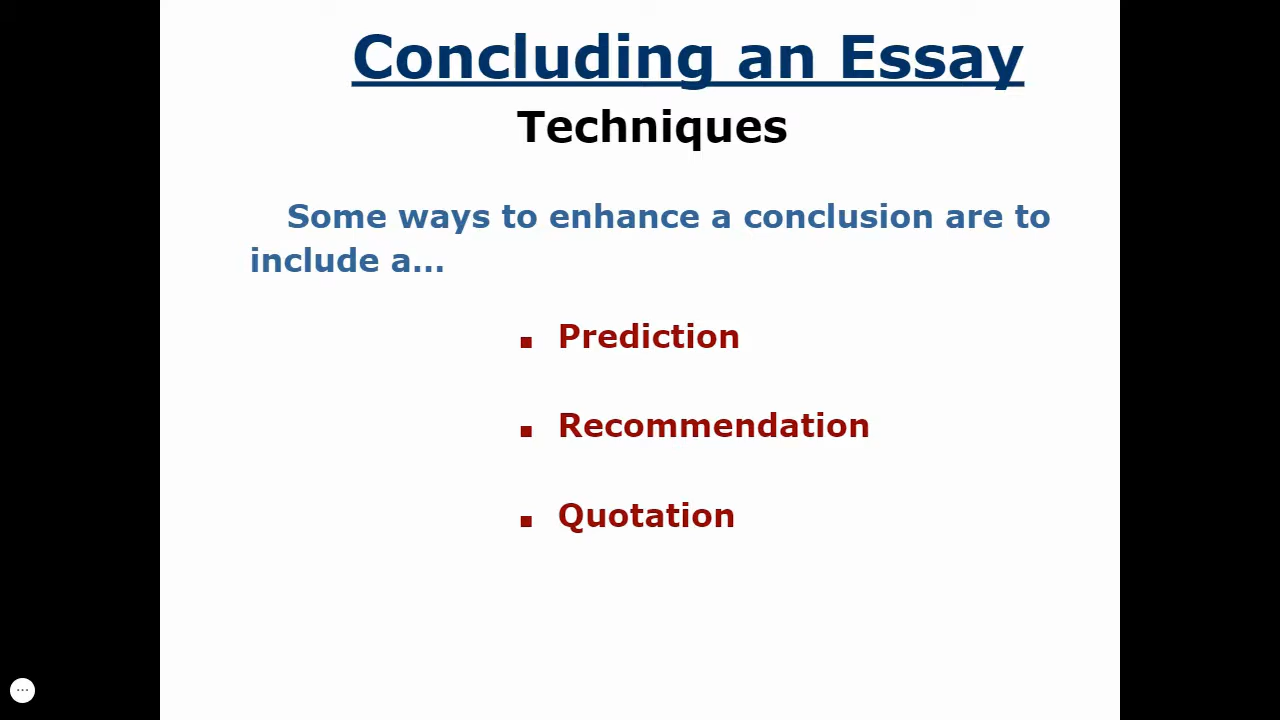 Concluding an Essay
Techniques
Some ways to enhance a conclusion are to
include a...
▪ Prediction
▪ Recommendation
▪ Quotation